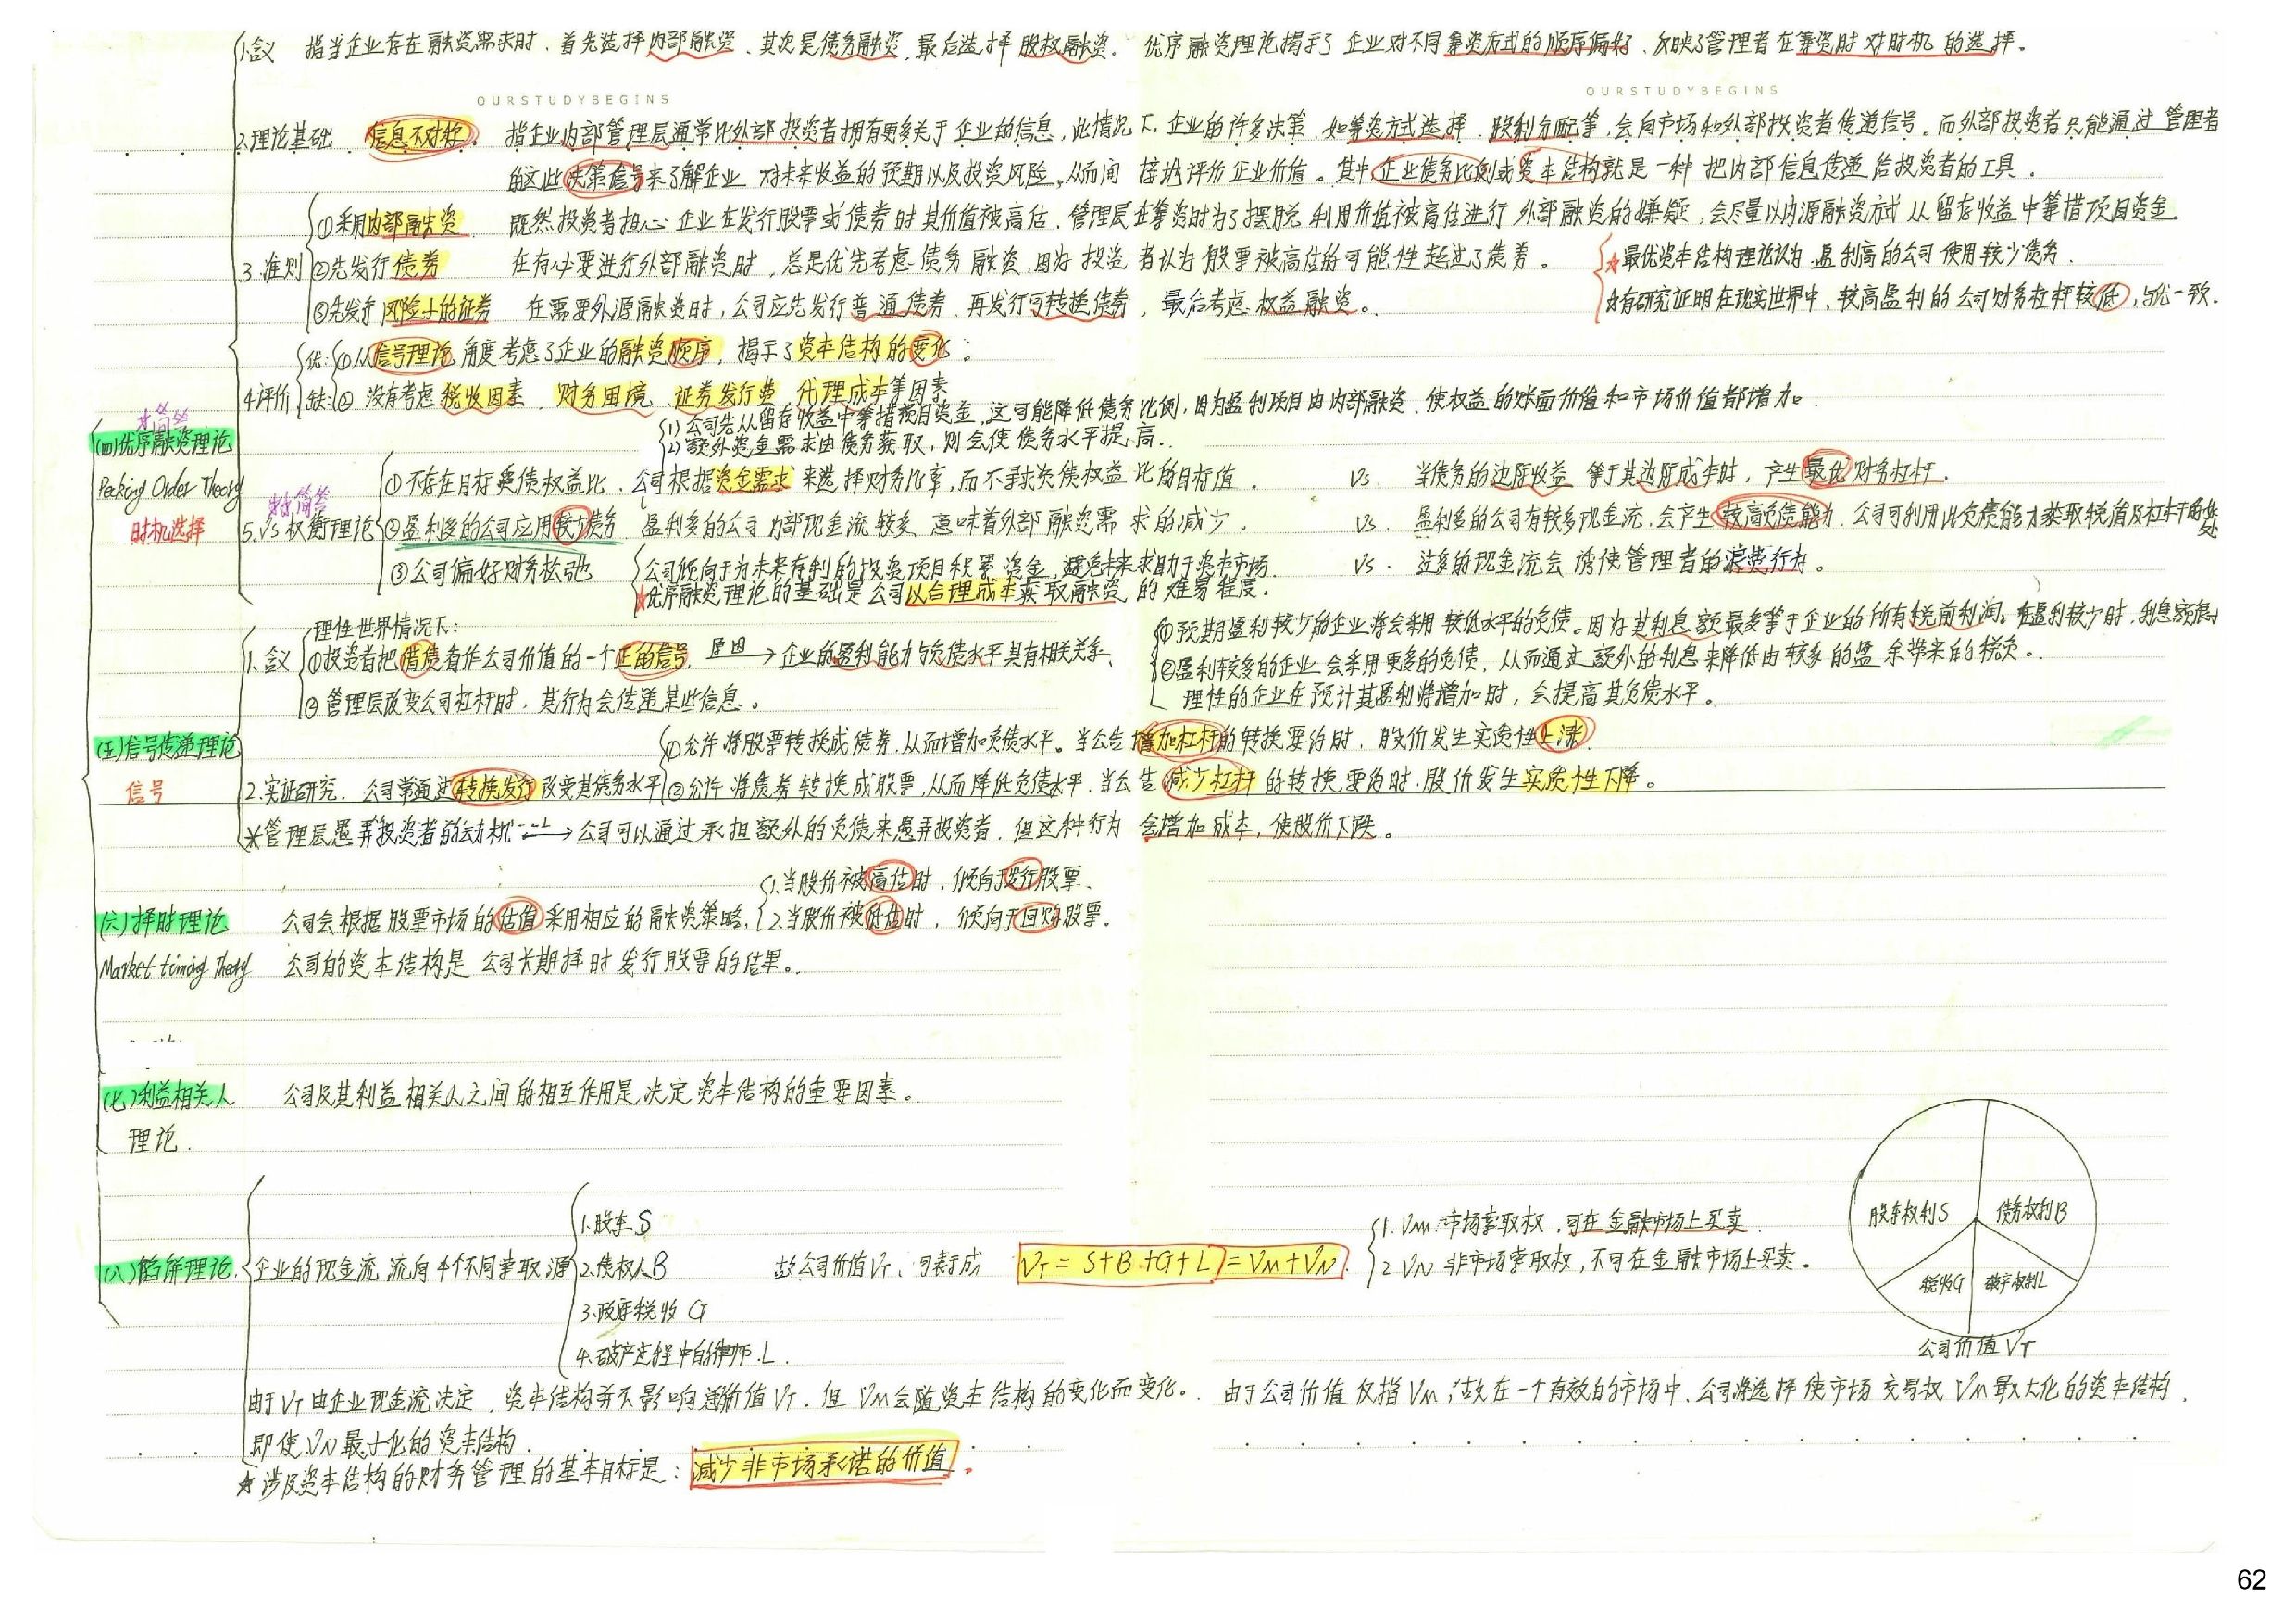 1.含义 指当企业存在融资需求时、首先选择内部融资、其次是债务融资、最后选择股权融资. 优序融资理论揭示了企业对不同筹资方式的顺序偏好、反映了管理者在筹资时对时机的选择.
OURSTUDYBEGINS
OURSTUDYBEGINS
2.理论基础. 信息不对称. 指企业内部管理层通常比外部投资者拥有更多关于企业的信息, 此情况下, 企业的许多决策, 如筹资方式选择、股利分配等, 会向市场和外部投资者传递信号。而外部投资者只能通过管理者
的这些决策信号来了解企业对未来收益的预期以及投资风险, 从而间接地评价企业价值。其中企业债务比例或资本结构就是一种把内部信息传递给投资者的工具.
3.准则
①采用内部融资. 既然投资者担心企业在发行股票或债券时其价值被高估, 管理层在筹资时为了摆脱利用价值被高估进行外部融资的嫌疑, 会尽量以内源融资方式从留存收益中筹措项目资金.
②先发行债券 在有必要进行外部融资时, 总是优先考虑债务融资, 因为投资者认为股票被高估的可能性超过了债券。
☆最优资本结构理论认为 盈利高的公司使用较少债务.
③先发行风险小的证券 在需要外源融资时, 公司应先发行普通债券、再发行可转换债券, 最后考虑权益融资。
☆有研究证明在现实世界中, 较高盈利的公司财务杠杆较低, 与优一致.
4.评价
优: ①从信号理论角度考虑了企业的融资顺序, 揭示了资本结构的变化。
缺: ② 没有考虑税收因素、财务困境、证券发行费、代理成本等因素
☆简答
(四)优序融资理论
Pecking Order Theory
时机选择
(1) 公司先从留存收益中筹措项目资金, 这可能降低债务比例, 因为盈利项目由内部融资、使权益的账面价值和市场价值都增加.
(2) 额外资金需求由债务获取, 则会使债务水平提高.
简答
5.Vs 权衡理论
①不存在目标负债权益比. 公司根据资金需求来选择财务比率, 而不寻求负债权益比的目标值. Vs. 当债务的边际收益等于其边际成本时, 产生最优财务杠杆.
②盈利多的公司应用较少债务 盈利多的公司内部现金流较多 意味着外部融资需求的减少. Vs. 盈利多的公司有较多现金流, 会产生较高负债能力. 公司可利用此负债能力获取税盾及杠杆的好处
③公司偏好财务松弛 公司倾向于为未来有利的投资项目积累资金, 避免未来求助于资本市场. Vs. 过多的现金流会诱使管理者的浪费行为。
☆优序融资理论的基础是公司以合理成本获取融资的难易程度.
(五)信号传递理论
信号
1.含义
理性世界情况下:
①投资者把借债看作公司价值的一个正的信号. 原因→企业的盈利能力与负债水平具有相关关系、
①预期盈利较少的企业将会采用较低水平的负债。因为其利息额最多等于企业的所有税前利润。在盈利较少时, 利息额很小
②盈利较多的企业会采用更多的负债, 从而通过额外的利息来降低由较多的盈余带来的税负。
理性的企业在预计其盈利将增加时, 会提高其负债水平。
②管理层改变公司杠杆时, 其行为会传递某些信息。
2.实证研究. 公司常通过转换发行改变其债务水平
①允许将股票转换成债券, 从而增加负债水平。当公告增加杠杆的转换要约时, 股价发生实质性上涨.
②允许将债券转换成股票, 从而降低负债水平. 当公告减少杠杆的转换要约时, 股价发生实质性下降。
*管理层愚弄投资者的动机 公司可以通过承担额外的负债来愚弄投资者. 但这种行为会增加成本, 使股价下跌。
(六)择时理论
Market timing Theory
公司会根据股票市场的估值采用相应的融资策略.
1.当股价被高估时, 倾向于发行股票、
2.当股价被低估时, 倾向于回购股票.
公司的资本结构是公司长期择时发行股票的结果。
(七)利益相关人
理论.
公司及其利益相关人之间的相互作用是决定资本结构的重要因素。
(八)馅饼理论.
企业的现金流 流向4个不同索取源
1.股东S
2.债权人B
3.政府税收 G
4.破产过程中的律师. L.
故公司价值VT、可表示成 VT = S+B+G+L = VM+VN.
1. VM 市场索取权, 可在金融市场上买卖.
2 VN 非市场索取权, 不可在金融市场上买卖。
股东权利S
债务权利B
税收G
破产权利L
公司价值VT
由于VT由企业现金流决定, 资本结构并不影响总价值VT. 但VM会随资本结构的变化而变化。由于公司价值仅指VM, 故在一个有效的市场中, 公司将选择使市场交易权VM最大化的资本结构.
即使VN最小化的资本结构.
☆涉及资本结构的财务管理的基本目标是: 减少非市场承诺的价值.
62